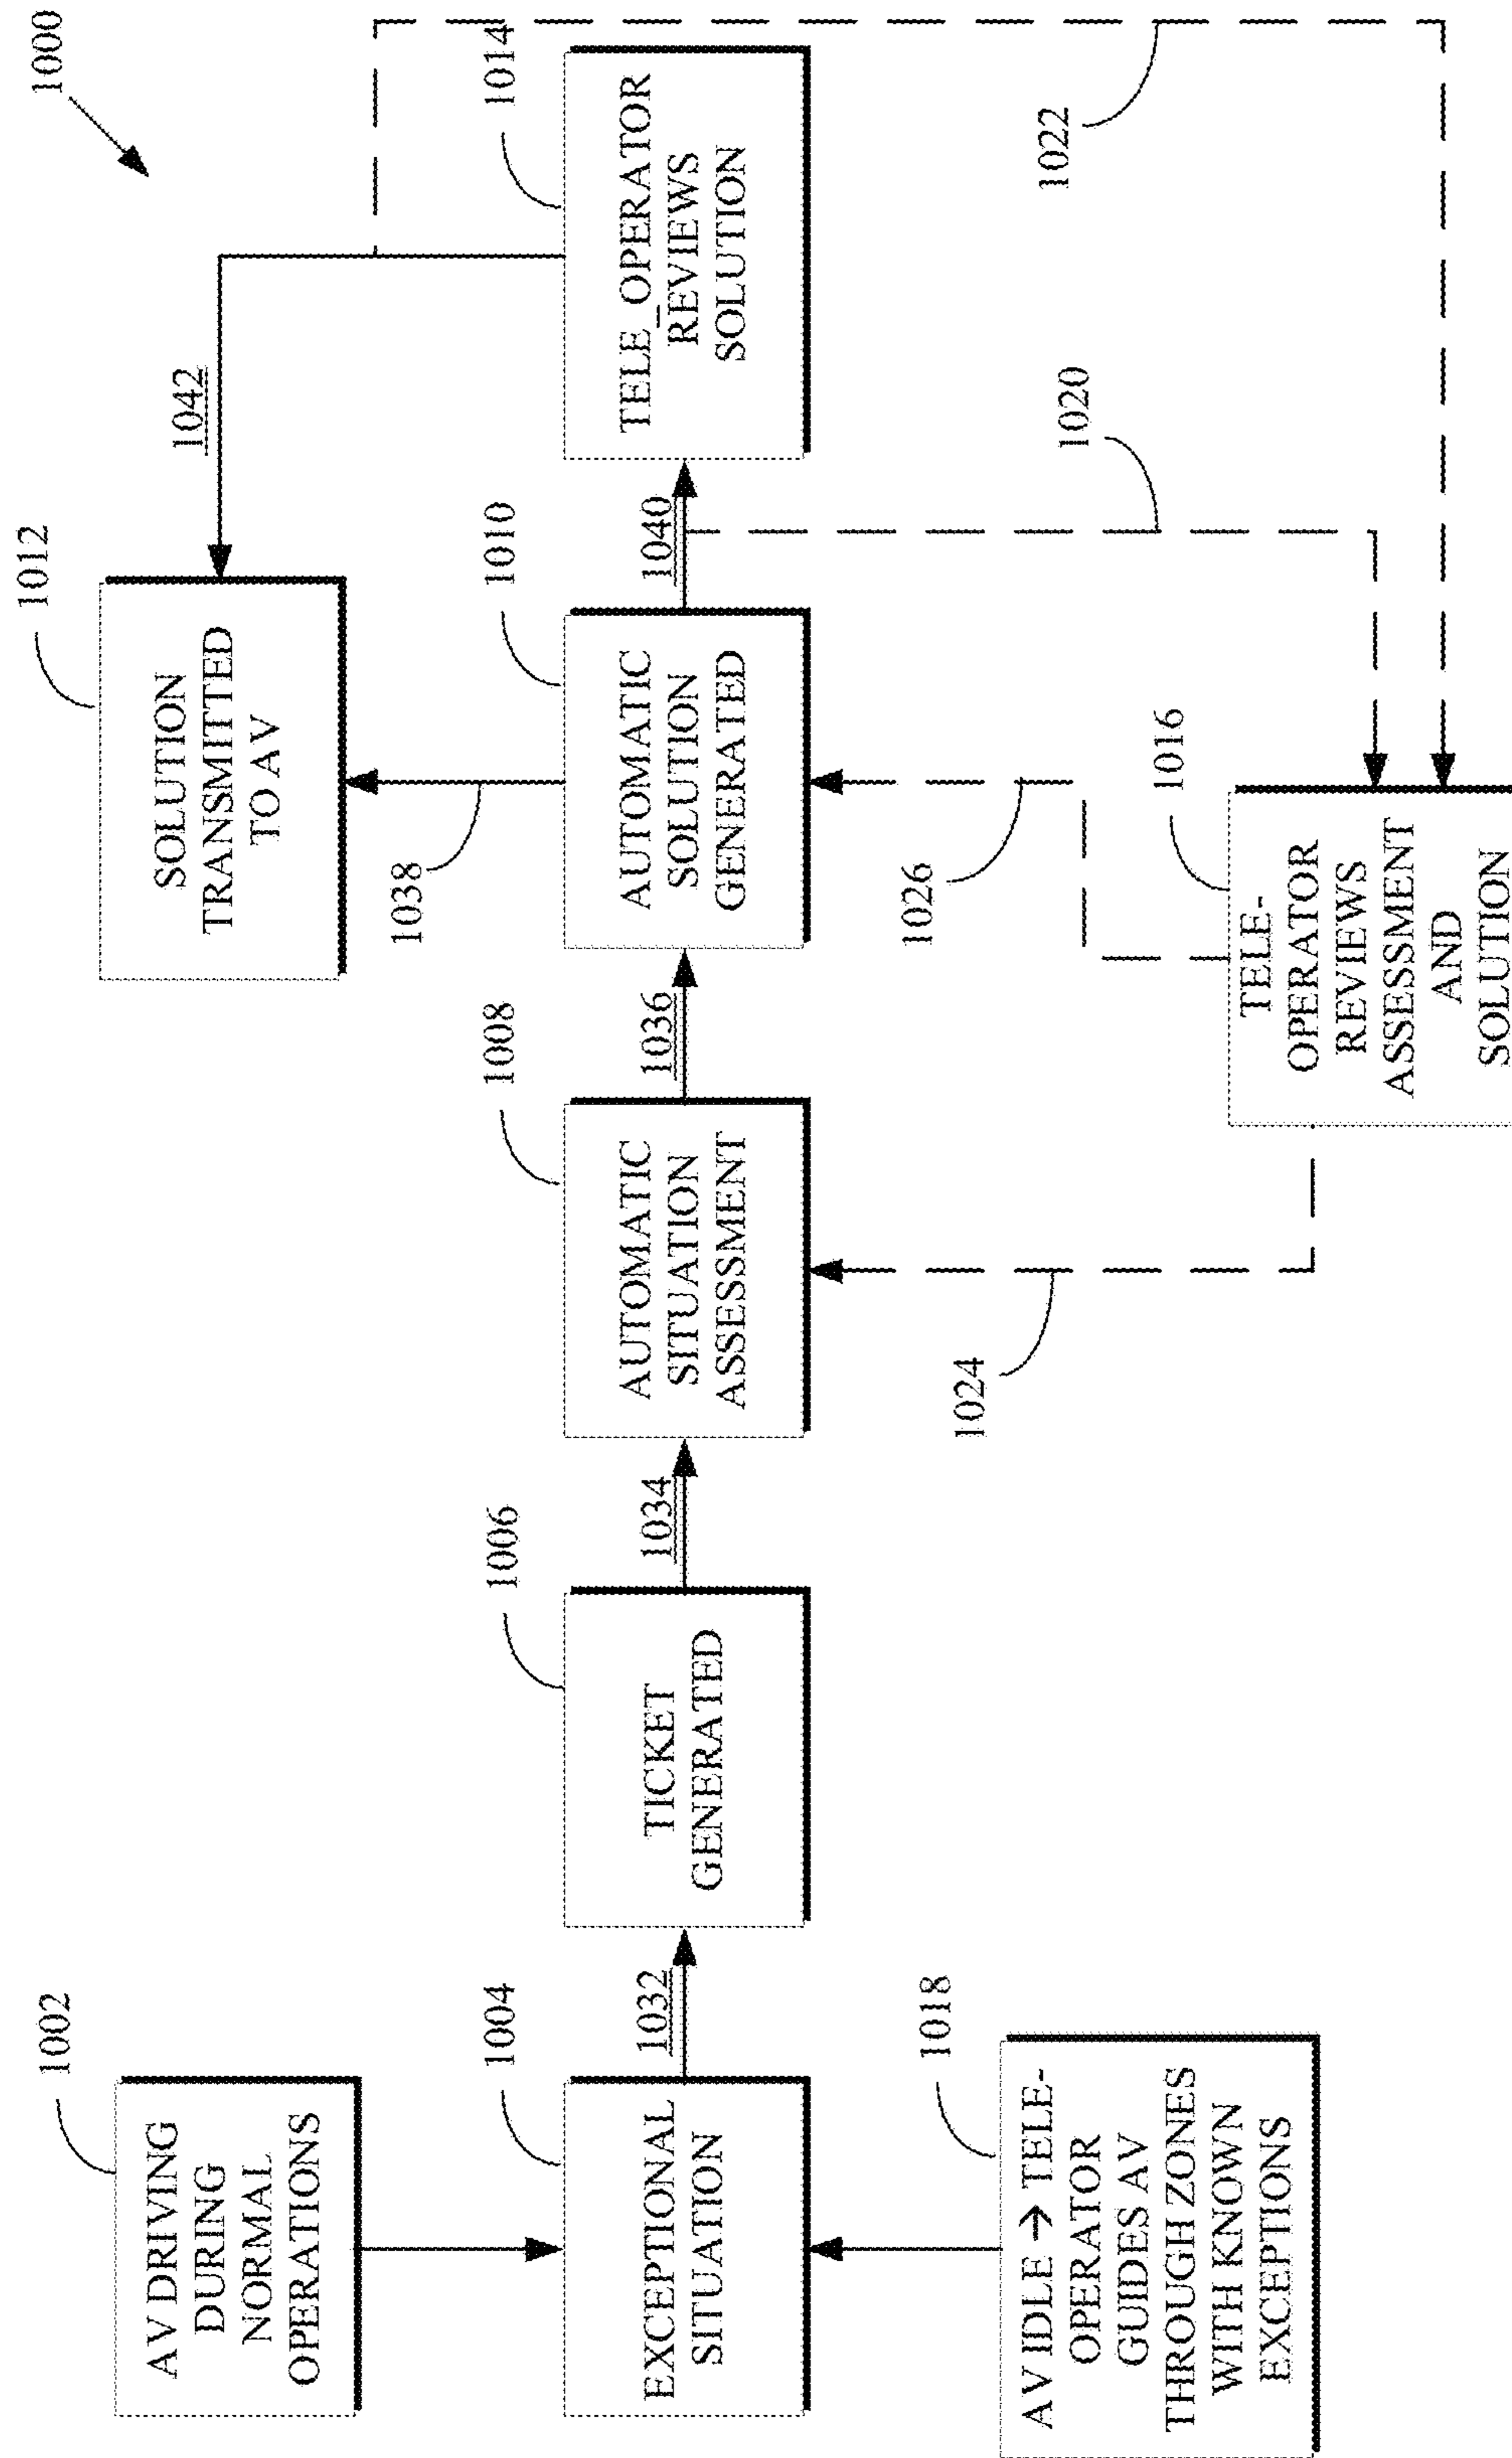 1000
1002
AV DRIVING
DURING
NORMAL
OPERATIONS
1012
SOLUTION
TRANSMITTED
TO AV
1042
1038
1004
EXCEPTIONAL
SITUATION
1032
1006
TICKET
GENERATED
1034
1008
AUTOMATIC
SITUATION
ASSESSMENT
1036
1010
AUTOMATIC
SOLUTION
GENERATED
1040
1014
TELE_OPERATOR
REVIEWS
SOLUTION
1018
AV IDLE → TELE-
OPERATOR
GUIDES AV
THROUGH ZONES
WITH KNOWN
EXCEPTIONS
1024
1026
1016
TELE-
OPERATOR
REVIEWS
ASSESSMENT
AND
SOLUTION
1020
1022